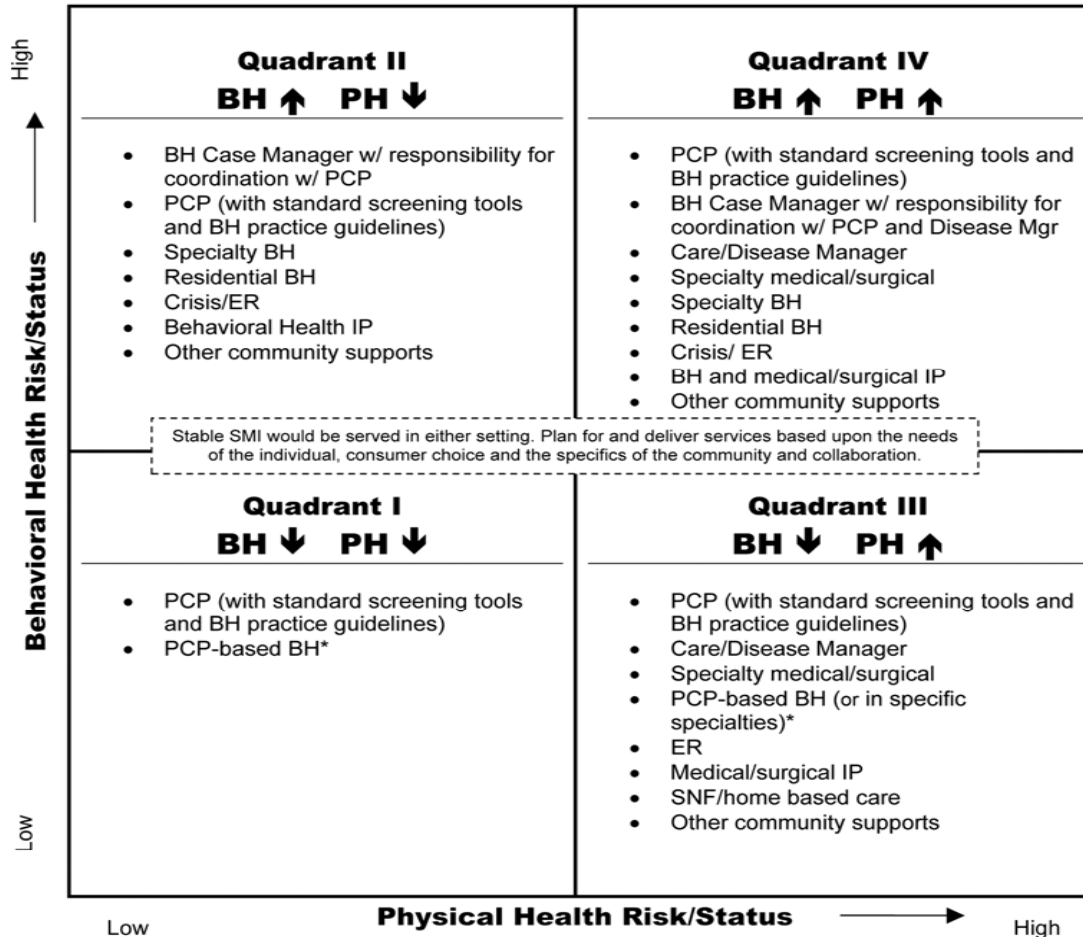 High
Behavioral Health Risk/Status
Low
Quadrant II
BH ↑ PH ↓
• BH Case Manager w/ responsibility for
coordination w/ PCP
• PCP (with standard screening tools
and BH practice guidelines)
• Specialty BH
• Residential BH
• Crisis/ER
• Behavioral Health IP
• Other community supports
Quadrant IV
BH ↑ PH ↑
• PCP (with standard screening tools and
BH practice guidelines)
• BH Case Manager w/ responsibility for
coordination w/ PCP and Disease Mgr
• Care/Disease Manager
• Specialty medical/surgical
• Specialty BH
• Residential BH
• Crisis/ ER
• BH and medical/surgical IP
• Other community supports
Stable SMI would be served in either setting. Plan for and deliver services based upon the needs
of the individual, consumer choice and the specifics of the community and collaboration.
Quadrant I
BH ↓ PH ↓
• PCP (with standard screening tools
and BH practice guidelines)
• PCP-based BH*
Quadrant III
BH ↓ PH ↑
• PCP (with standard screening tools and
BH practice guidelines)
• Care/Disease Manager
• Specialty medical/surgical
• PCP-based BH (or in specific
specialties)*
• ER
• Medical/surgical IP
• SNF/home based care
• Other community supports
Low
Physical Health Risk/Status
High